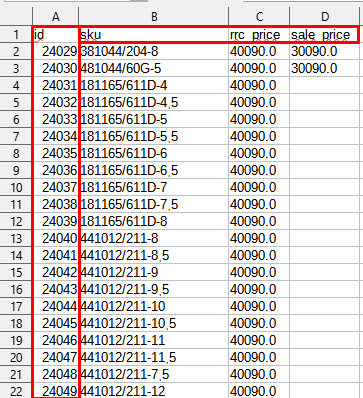 A B C D
1 id sku rrc_price sale_price
2 24029 381044/204-8 40090.0 30090.0
3 24030 481044/60G-5 40090.0 30090.0
4 24031 181165/611D-4 40090.0
5 24032 181165/611D-4,5 40090.0
6 24033 181165/611D-5 40090.0
7 24034 181165/611D-5,5 40090.0
8 24035 181165/611D-6 40090.0
9 24036 181165/611D-6,5 40090.0
10 24037 181165/611D-7 40090.0
11 24038 181165/611D-7,5 40090.0
12 24039 181165/611D-8 40090.0
13 24040 441012/211-8 40090.0
14 24041 441012/211-8,5 40090.0
15 24042 441012/211-9 40090.0
16 24043 441012/211-9,5 40090.0
17 24044 441012/211-10 40090.0
18 24045 441012/211-10,5 40090.0
19 24046 441012/211-11 40090.0
20 24047 441012/211-11,5 40090.0
21 24048 441012/211-7,5 40090.0
22 24049 441012/211-12 40090.0